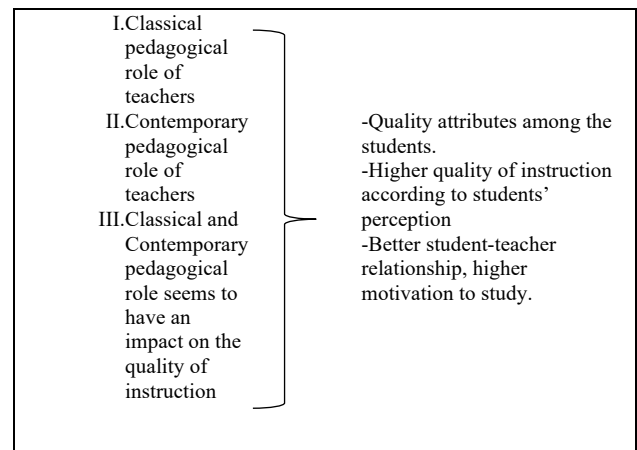 I.Classical
pedagogical
role of
teachers
II.Contemporary
pedagogical
role of
teachers
III.Classical and
Contemporary
pedagogical
role seems to
have an
impact on the
quality of
instruction
-Quality attributes among the
students.
-Higher quality of instruction
according to students’
perception
-Better student-teacher
relationship, higher
motivation to study.